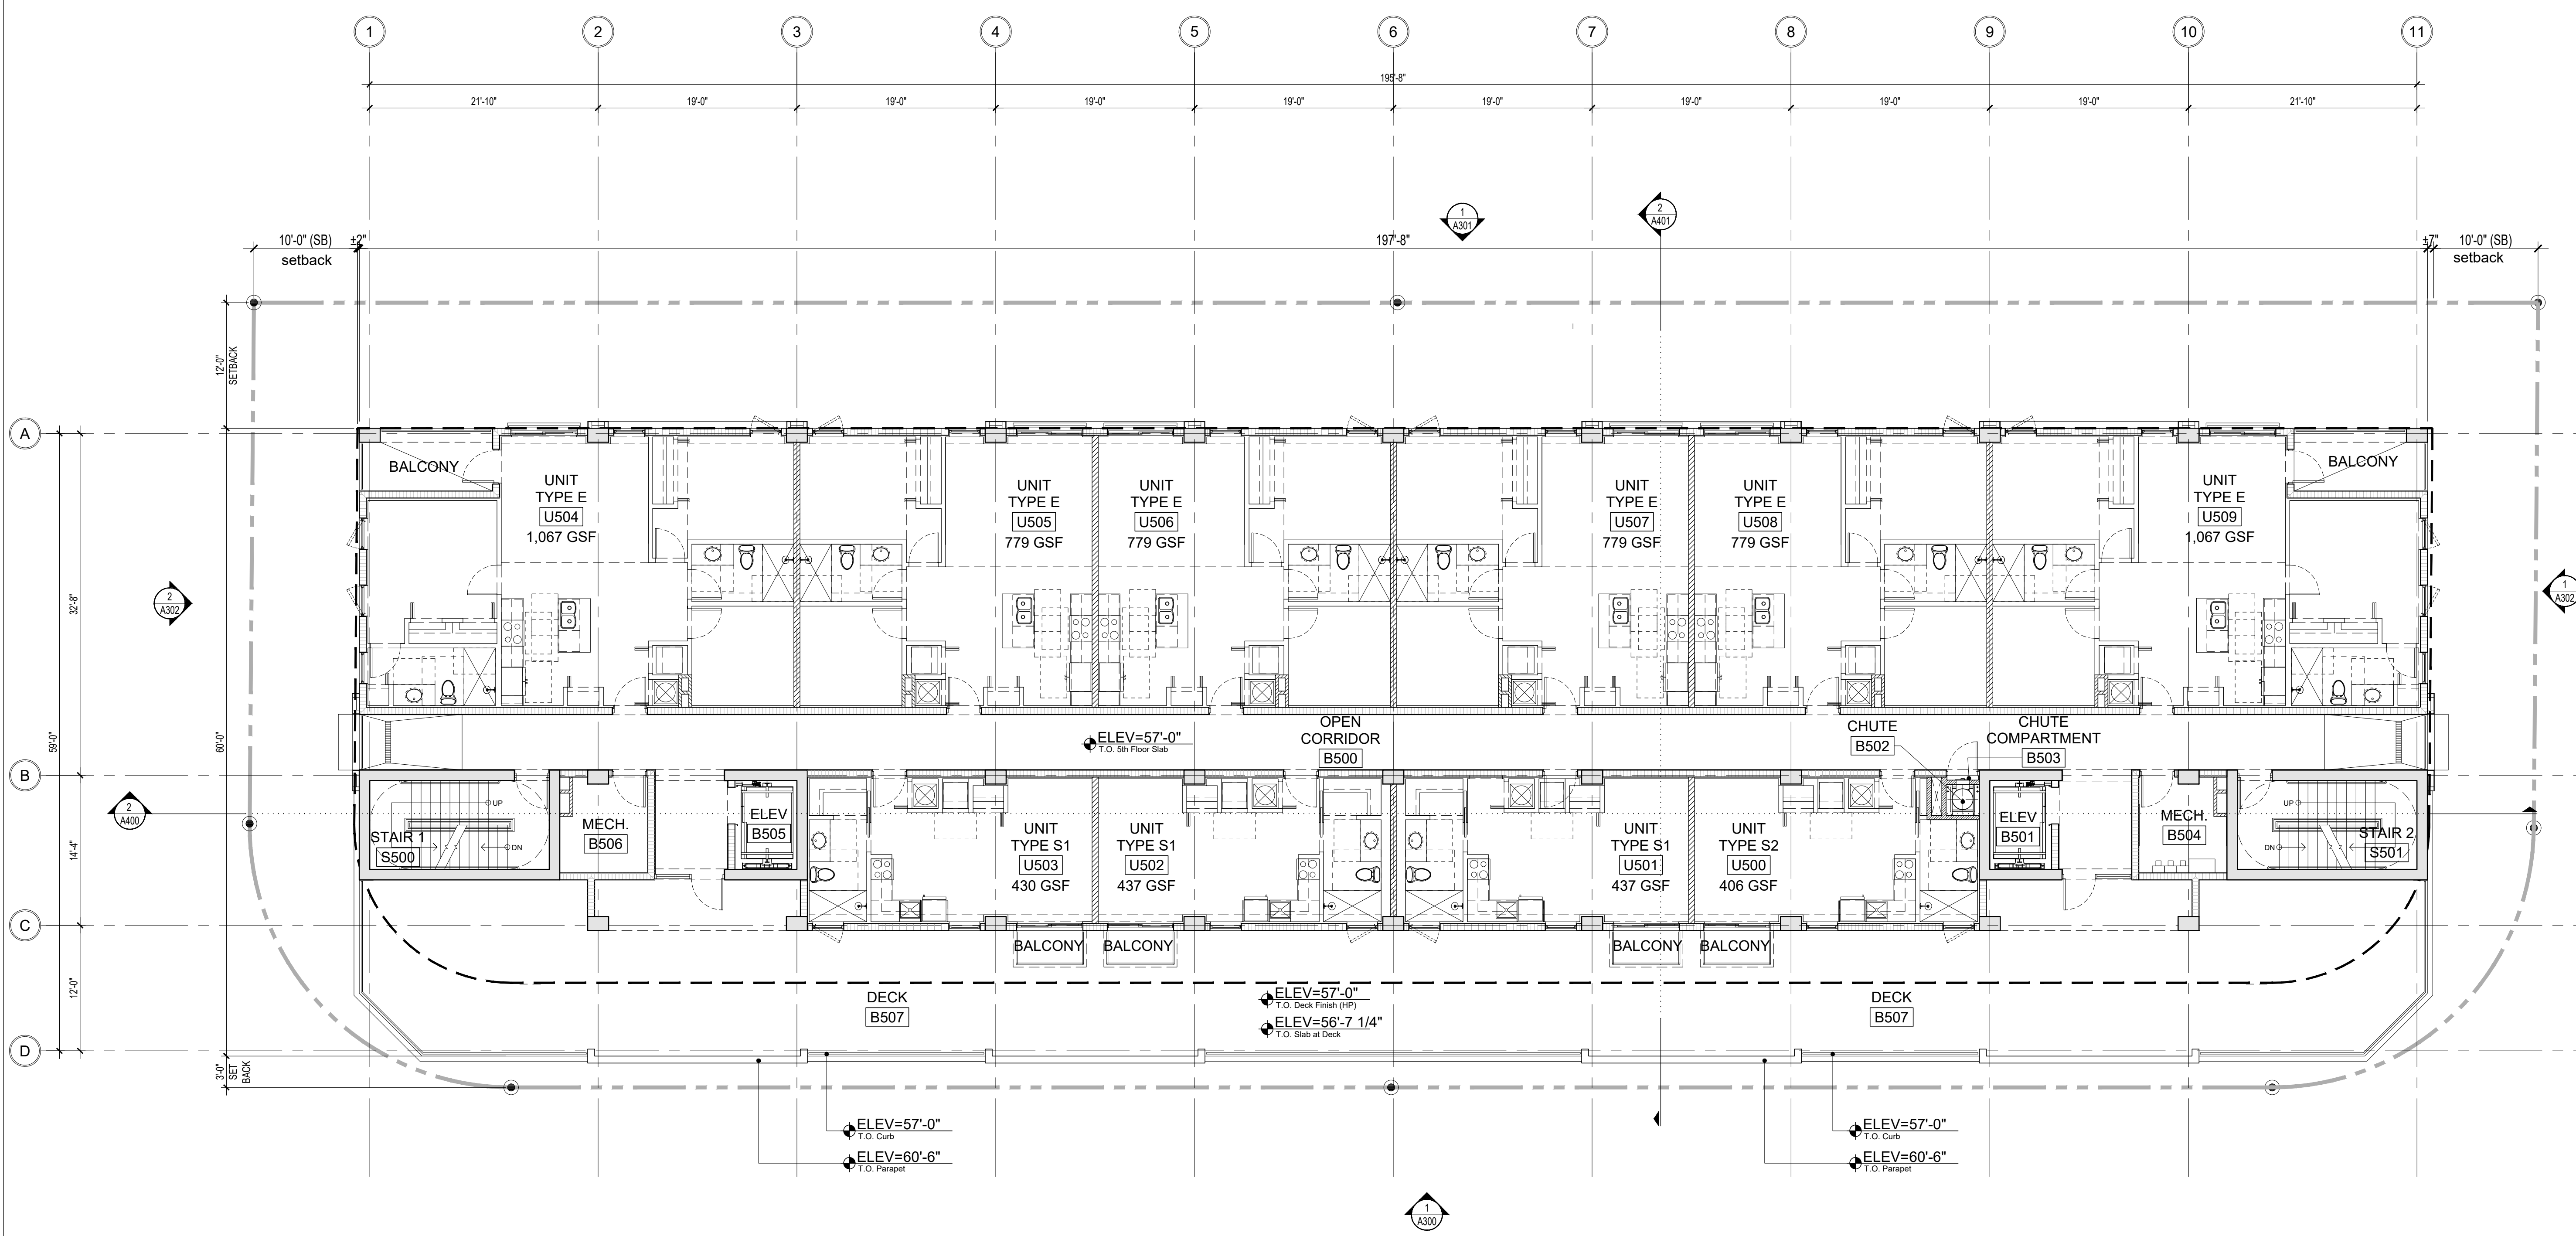 1
2
3
4
5
6
7
8
9
10
11
195'-8"
21'-10"
19'-0"
19'-0"
19'-0"
19'-0"
19'-0"
19'-0"
19'-0"
19'-0"
21'-10"
1
A301
2
A401
10'-0" (SB)
setback
±2"
197'-8"
±7"
10'-0" (SB)
setback
12'-0"
SETBACK
A
BALCONY
UNIT
TYPE E
U504
1,067 GSF
UNIT
TYPE E
U505
779 GSF
UNIT
TYPE E
U506
779 GSF
UNIT
TYPE E
U507
779 GSF
UNIT
TYPE E
U508
779 GSF
UNIT
TYPE E
U509
1,067 GSF
BALCONY
2
A302
1
A302
32'-8"
59'-0"
60'-0"
ELEV=57'-0"
T.O. 5th Floor Slab
OPEN
CORRIDOR
B500
CHUTE
B502
CHUTE
COMPARTMENT
B503
B
2
A400
14'-4"
UP
DN
STAIR 1
S500
MECH.
B506
ELEV
B505
UNIT
TYPE S1
U503
430 GSF
UNIT
TYPE S1
U502
437 GSF
UNIT
TYPE S1
U501
437 GSF
UNIT
TYPE S2
U500
406 GSF
ELEV
B501
MECH.
B504
UP
DN
STAIR 2
S501
C
BALCONY
BALCONY
BALCONY
BALCONY
12'-0"
DECK
B507
ELEV=57'-0"
T.O. Deck Finish (HP)
ELEV=56'-7 1/4"
T.O. Slab at Deck
DECK
B507
D
3'-0"
SET
BACK
ELEV=57'-0"
T.O. Curb
ELEV=60'-6"
T.O. Parapet
ELEV=57'-0"
T.O. Curb
ELEV=60'-6"
T.O. Parapet
1
A300